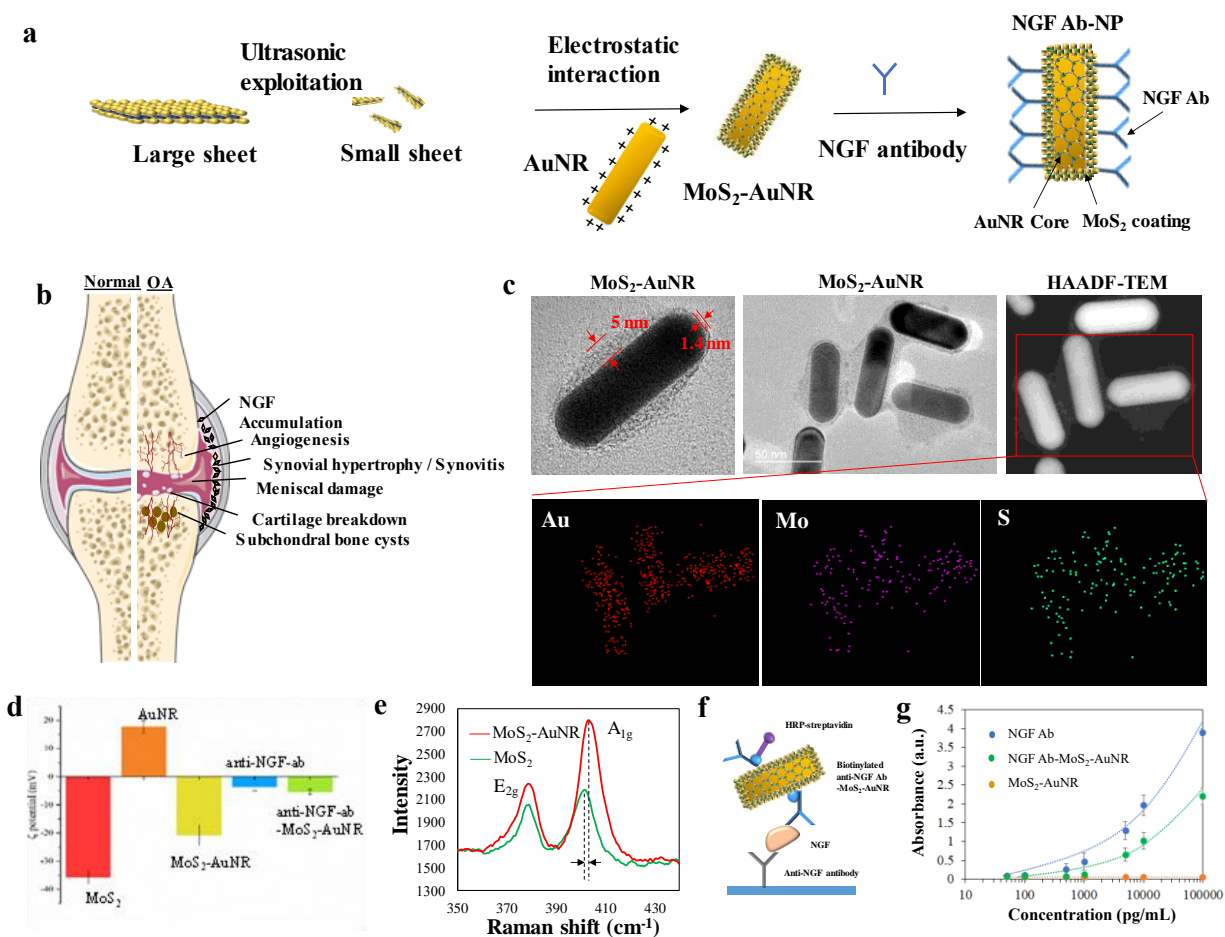 a
Ultrasonic
exploitation
Large sheet
Small sheet
Electrostatic
interaction
AuNR
MoS₂-AuNR
NGF antibody
NGF Ab-NP
NGF Ab
AuNR Core
MoS₂ coating
b
Normal OA
NGF
Accumulation
Angiogenesis
Synovial hypertrophy / Synovitis
Meniscal damage
Cartilage breakdown
Subchondral bone cysts
c
MoS₂-AuNR
5 nm
1.4 nm
MoS₂-AuNR
50 nm
HAADF-TEM
Au
Mo
S
d
ζ potential (mV)
20
10
0
-10
-20
-30
-40
AuNR
anti-NGF-ab
MoS₂
MoS₂-AuNR
anti-NGF-ab
-MoS₂-AuNR
e
Intensity
2900
2700
2500
2300
2100
1900
1700
1500
1300
MoS₂-AuNR
MoS₂
A₁g
E₂g
350 370 390 410 430
Raman shift (cm⁻¹)
f
HRP-streptavidin
Biotinylated
anti-NGF Ab
-MoS₂-AuNR
NGF
Anti-NGF antibody
g
Absorbance (a.u.)
4.5
4
3.5
3
2.5
2
1.5
1
0.5
0
NGF Ab
NGF Ab-MoS₂-AuNR
MoS₂-AuNR
10 100 1000 10000 100000
Concentration (pg/mL)